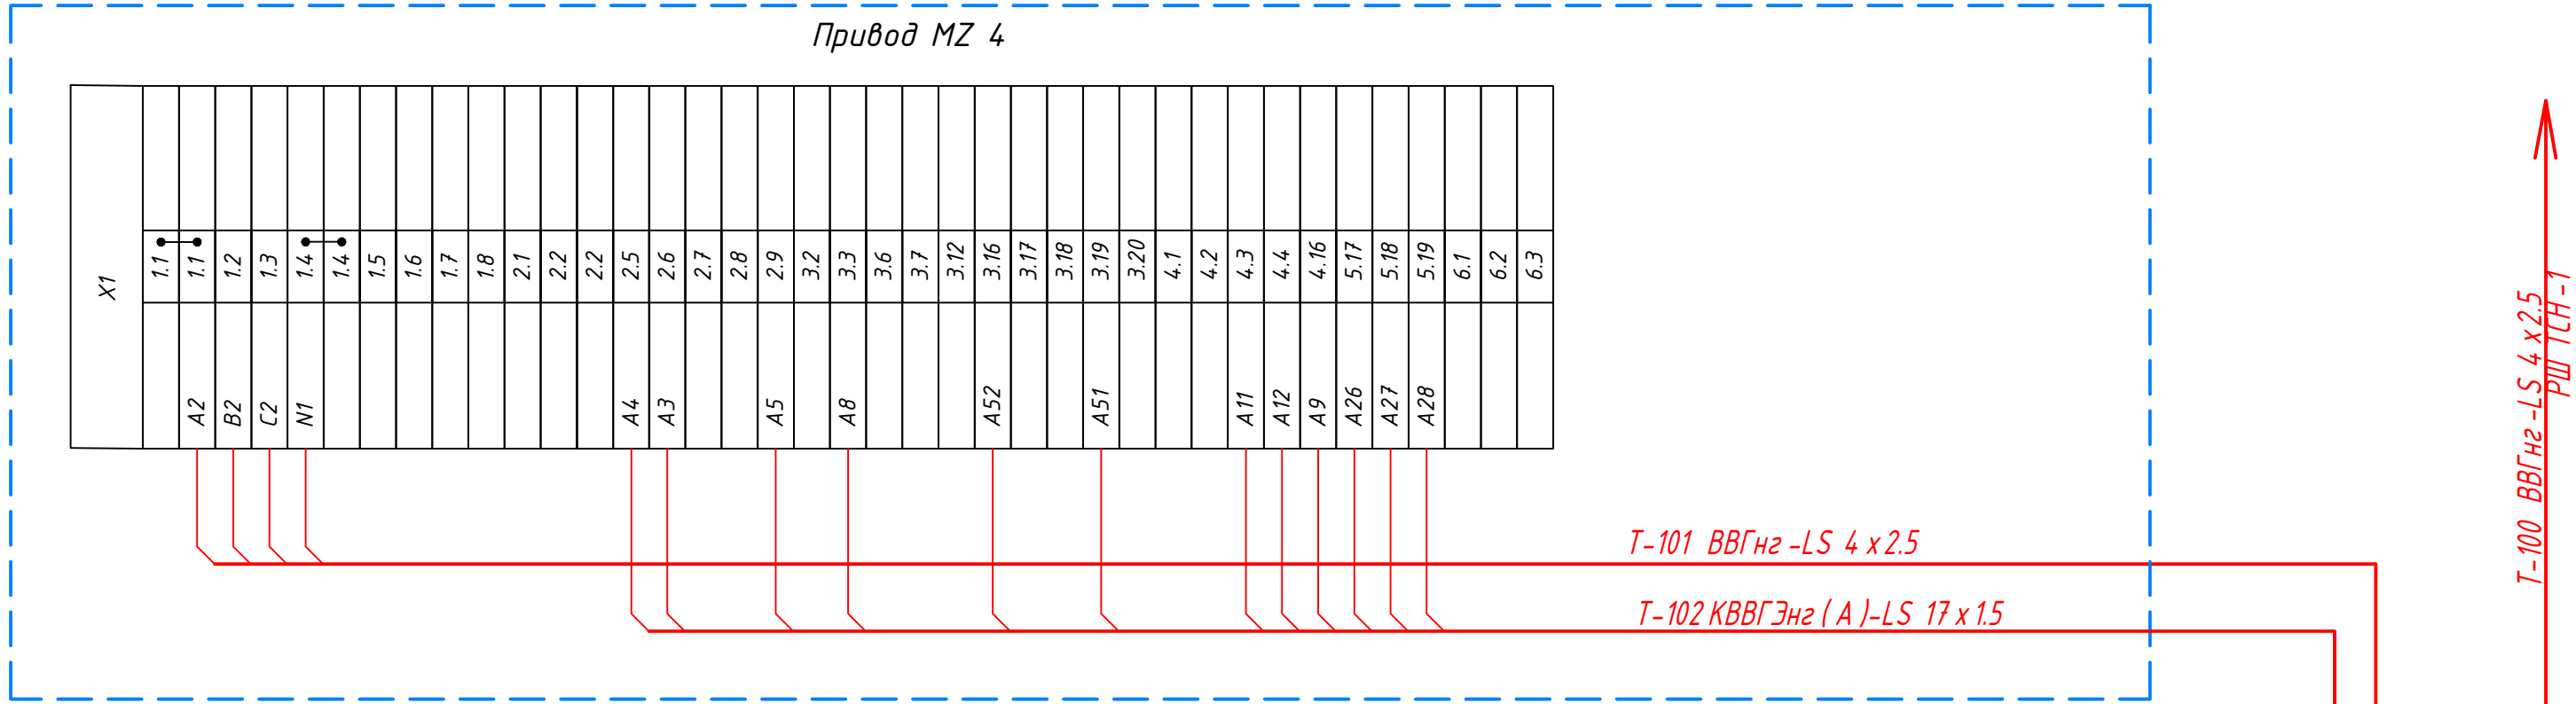 Привод MZ 4
X1
1.1 1.1 1.2 1.3 1.4 1.4 1.5 1.6 1.7 1.8 2.1 2.2 2.2 2.5 2.6 2.7 2.8 2.9 3.2 3.3 3.6 3.7 3.12 3.16 3.17 3.18 3.19 3.20 4.1 4.2 4.3 4.4 4.16 5.17 5.18 5.19 6.1 6.2 6.3
A2 B2 C2 N1 A4 A3 A5 A8 A52 A51 A11 A12 A9 A26 A27 A28
Т-101 ВВГнг-LS 4 х 2.5
Т-102 КВВГЭнг(А)-LS 17 х 1.5
Т-100 ВВГнг-LS 4 х 2.5
РШ ТСН-1